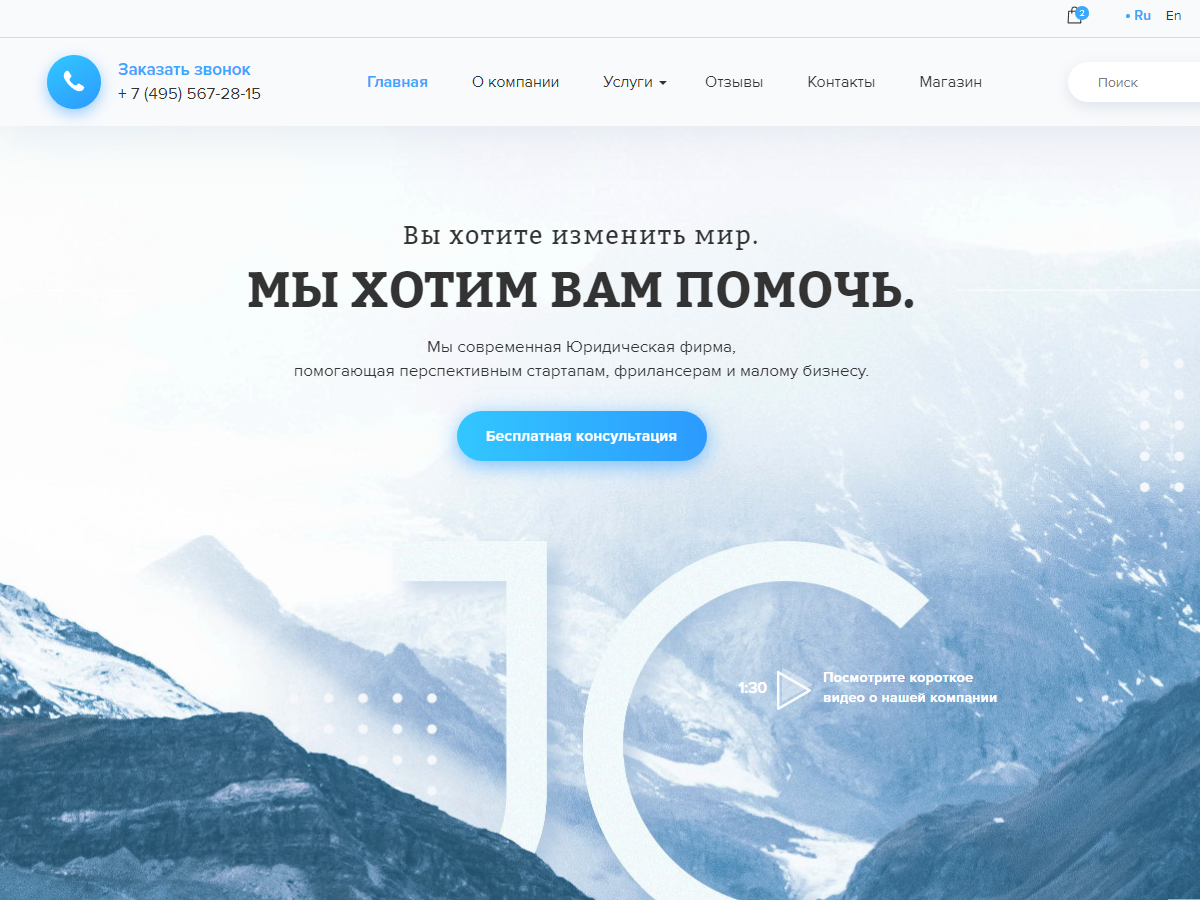 2
• Ru En
Заказать звонок
+ 7 (495) 567-28-15
Главная О компании Услуги Отзывы Контакты Магазин
Поиск
Вы хотите изменить мир.
МЫ ХОТИМ ВАМ ПОМОЧЬ.
Мы современная Юридическая фирма,
помогающая перспективным стартапам, фрилансерам и малому бизнесу.
Бесплатная консультация
JC
1:30
Посмотрите короткое
видео о нашей компании